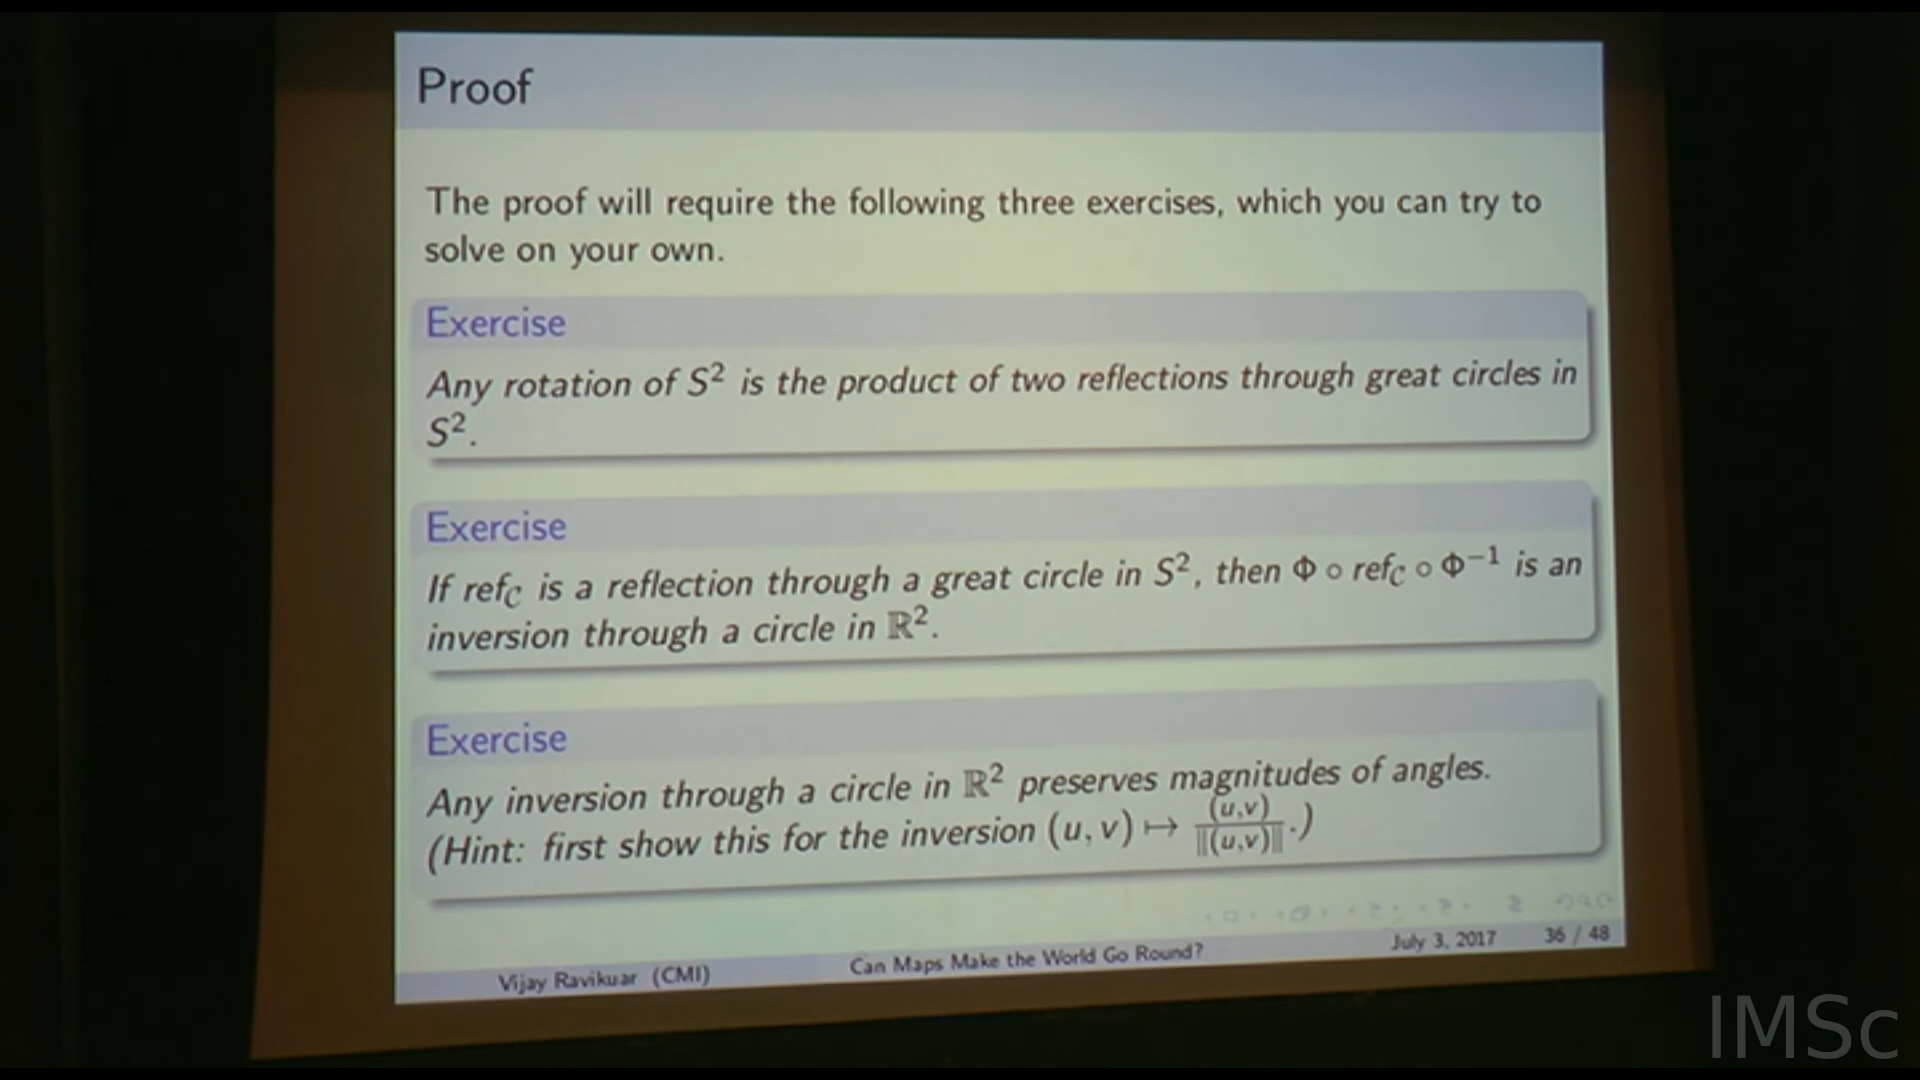 Proof
The proof will require the following three exercises, which you can try to
solve on your own.
Exercise
Any rotation of S² is the product of two reflections through great circles in
S².
Exercise
If ref_C is a reflection through a great circle in S², then Φ ∘ ref_C ∘ Φ⁻¹ is an
inversion through a circle in ℝ².
Exercise
Any inversion through a circle in ℝ² preserves magnitudes of angles.
(Hint: first show this for the inversion (u, v) ↦ (u,v)/‖(u,v)‖.)
Vijay Ravikuar (CMI) Can Maps Make the World Go Round? July 3, 2017 36 / 48
IMSc